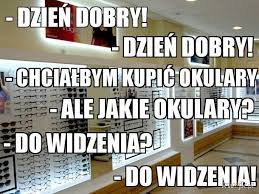 - DZIEŃ DOBRY!
- DZIEŃ DOBRY!
- CHCIAŁBYM KUPIĆ OKULARY
- ALE JAKIE OKULARY?
- DO WIDZENIA?
- DO WIDZENIA!